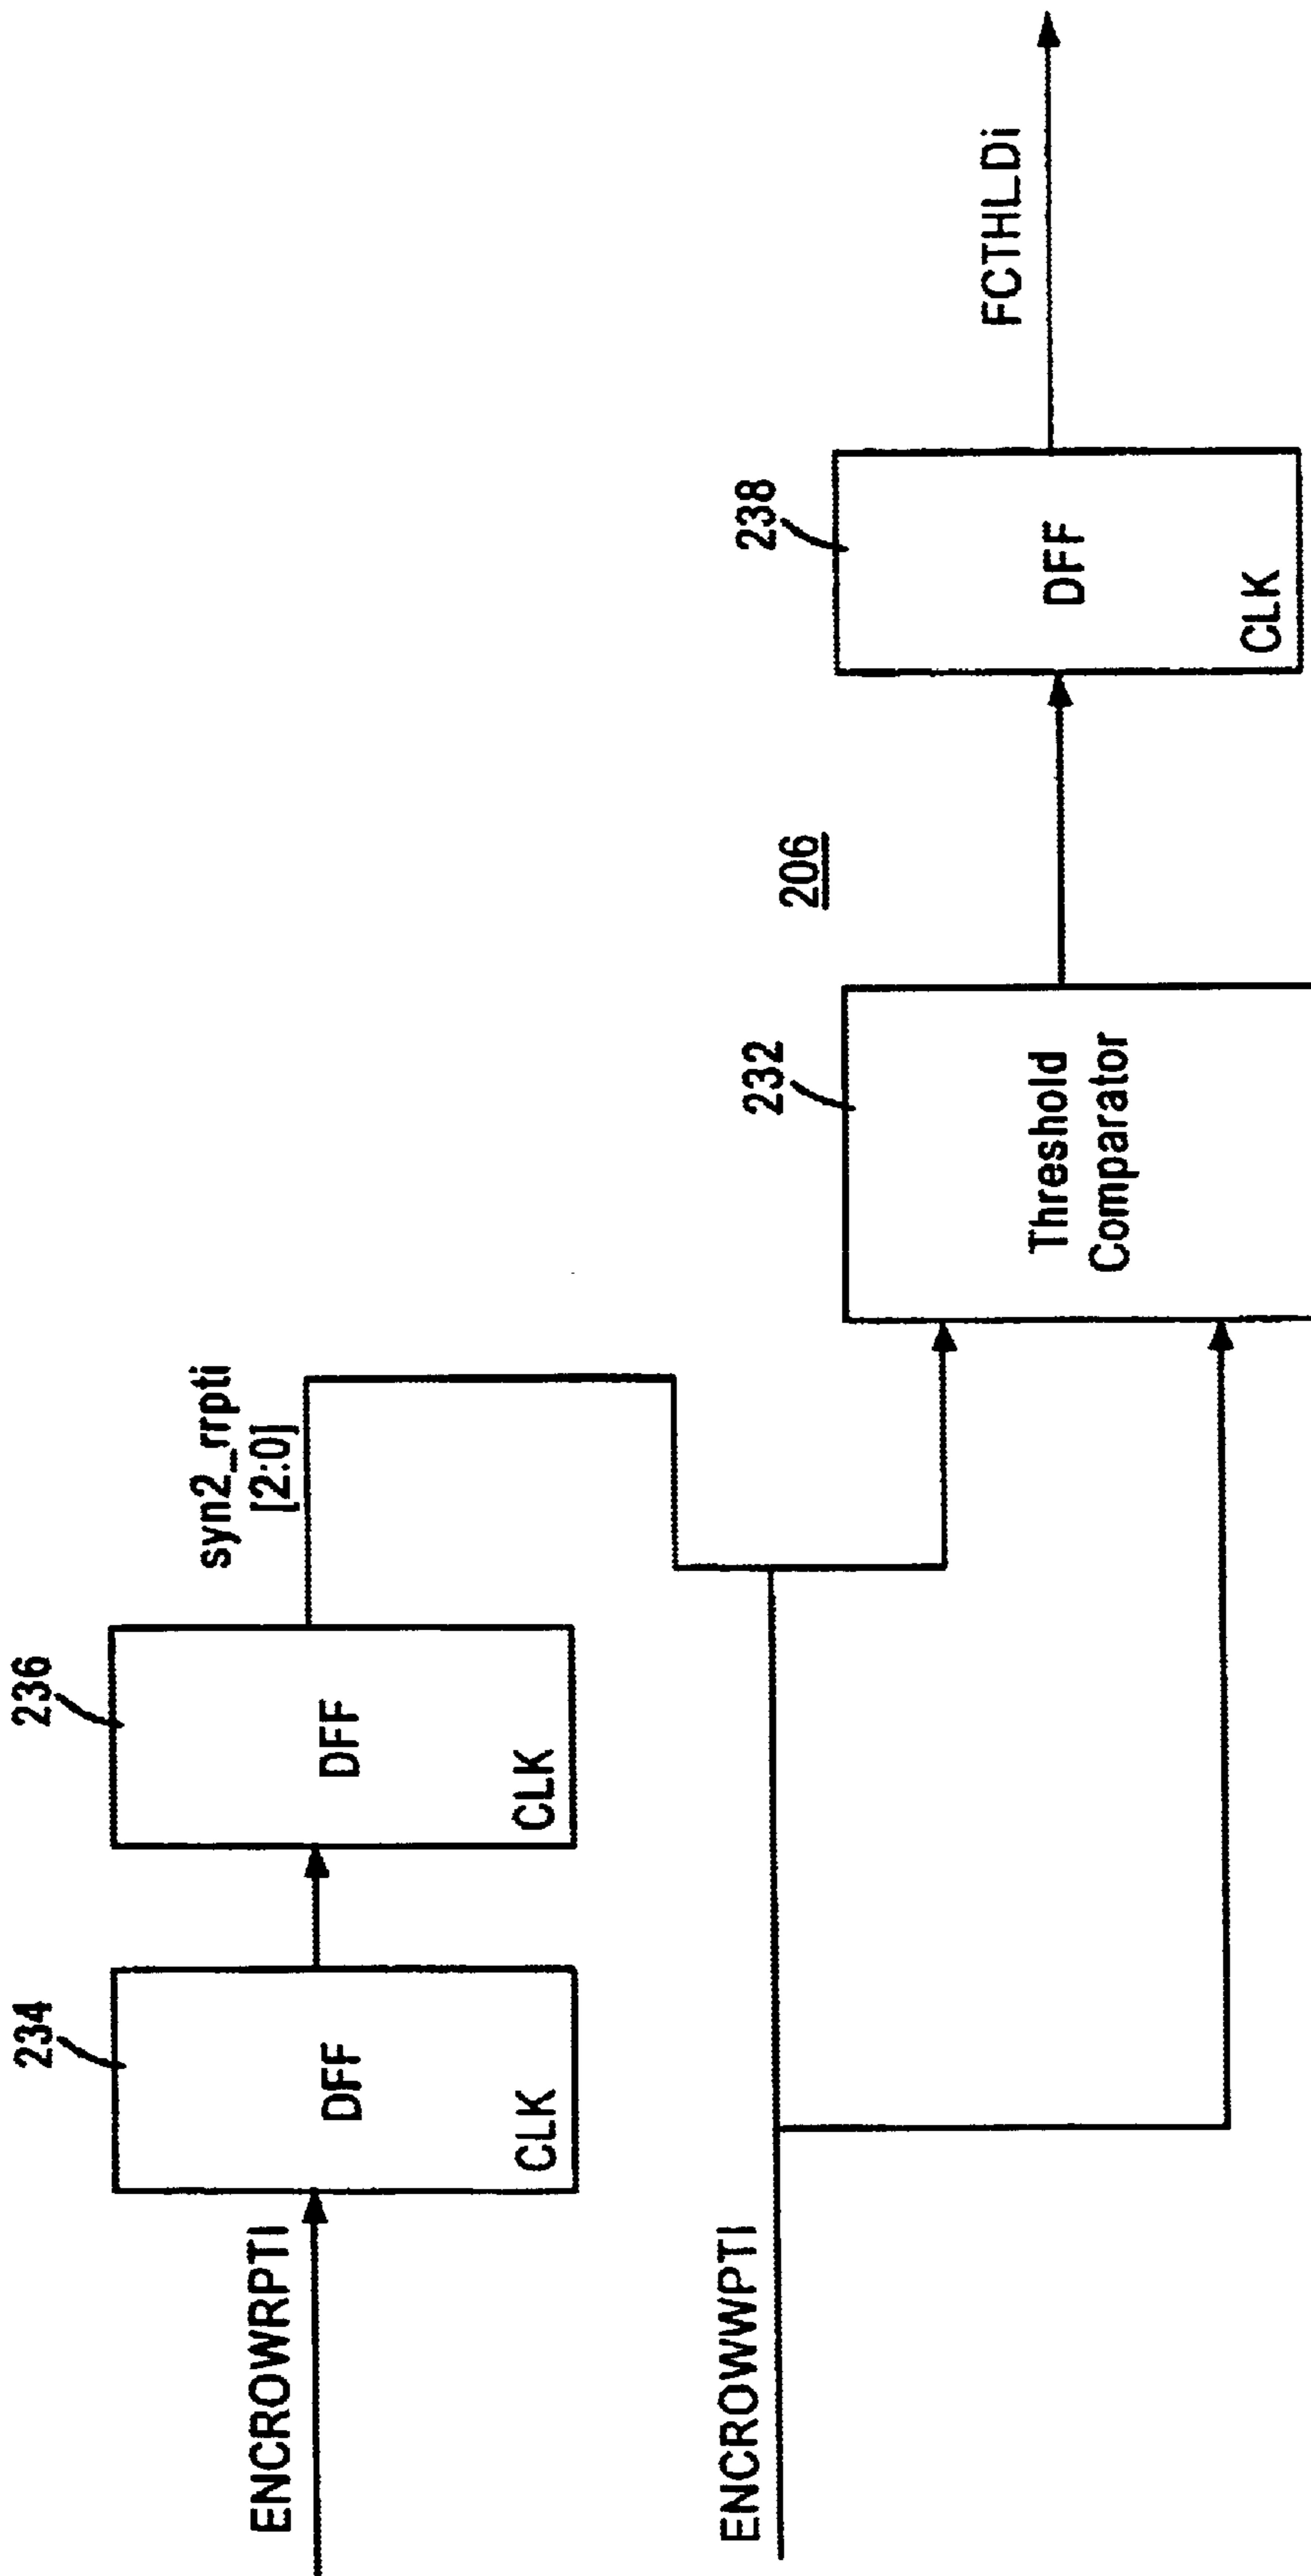 234
236
ENCROWRPTI
DFF
CLK
DFF
CLK
syn2_rrpti
[2:0]
ENCROWWPTI
232
206
238
Threshold
Comparator
DFF
CLK
FCTHLDi